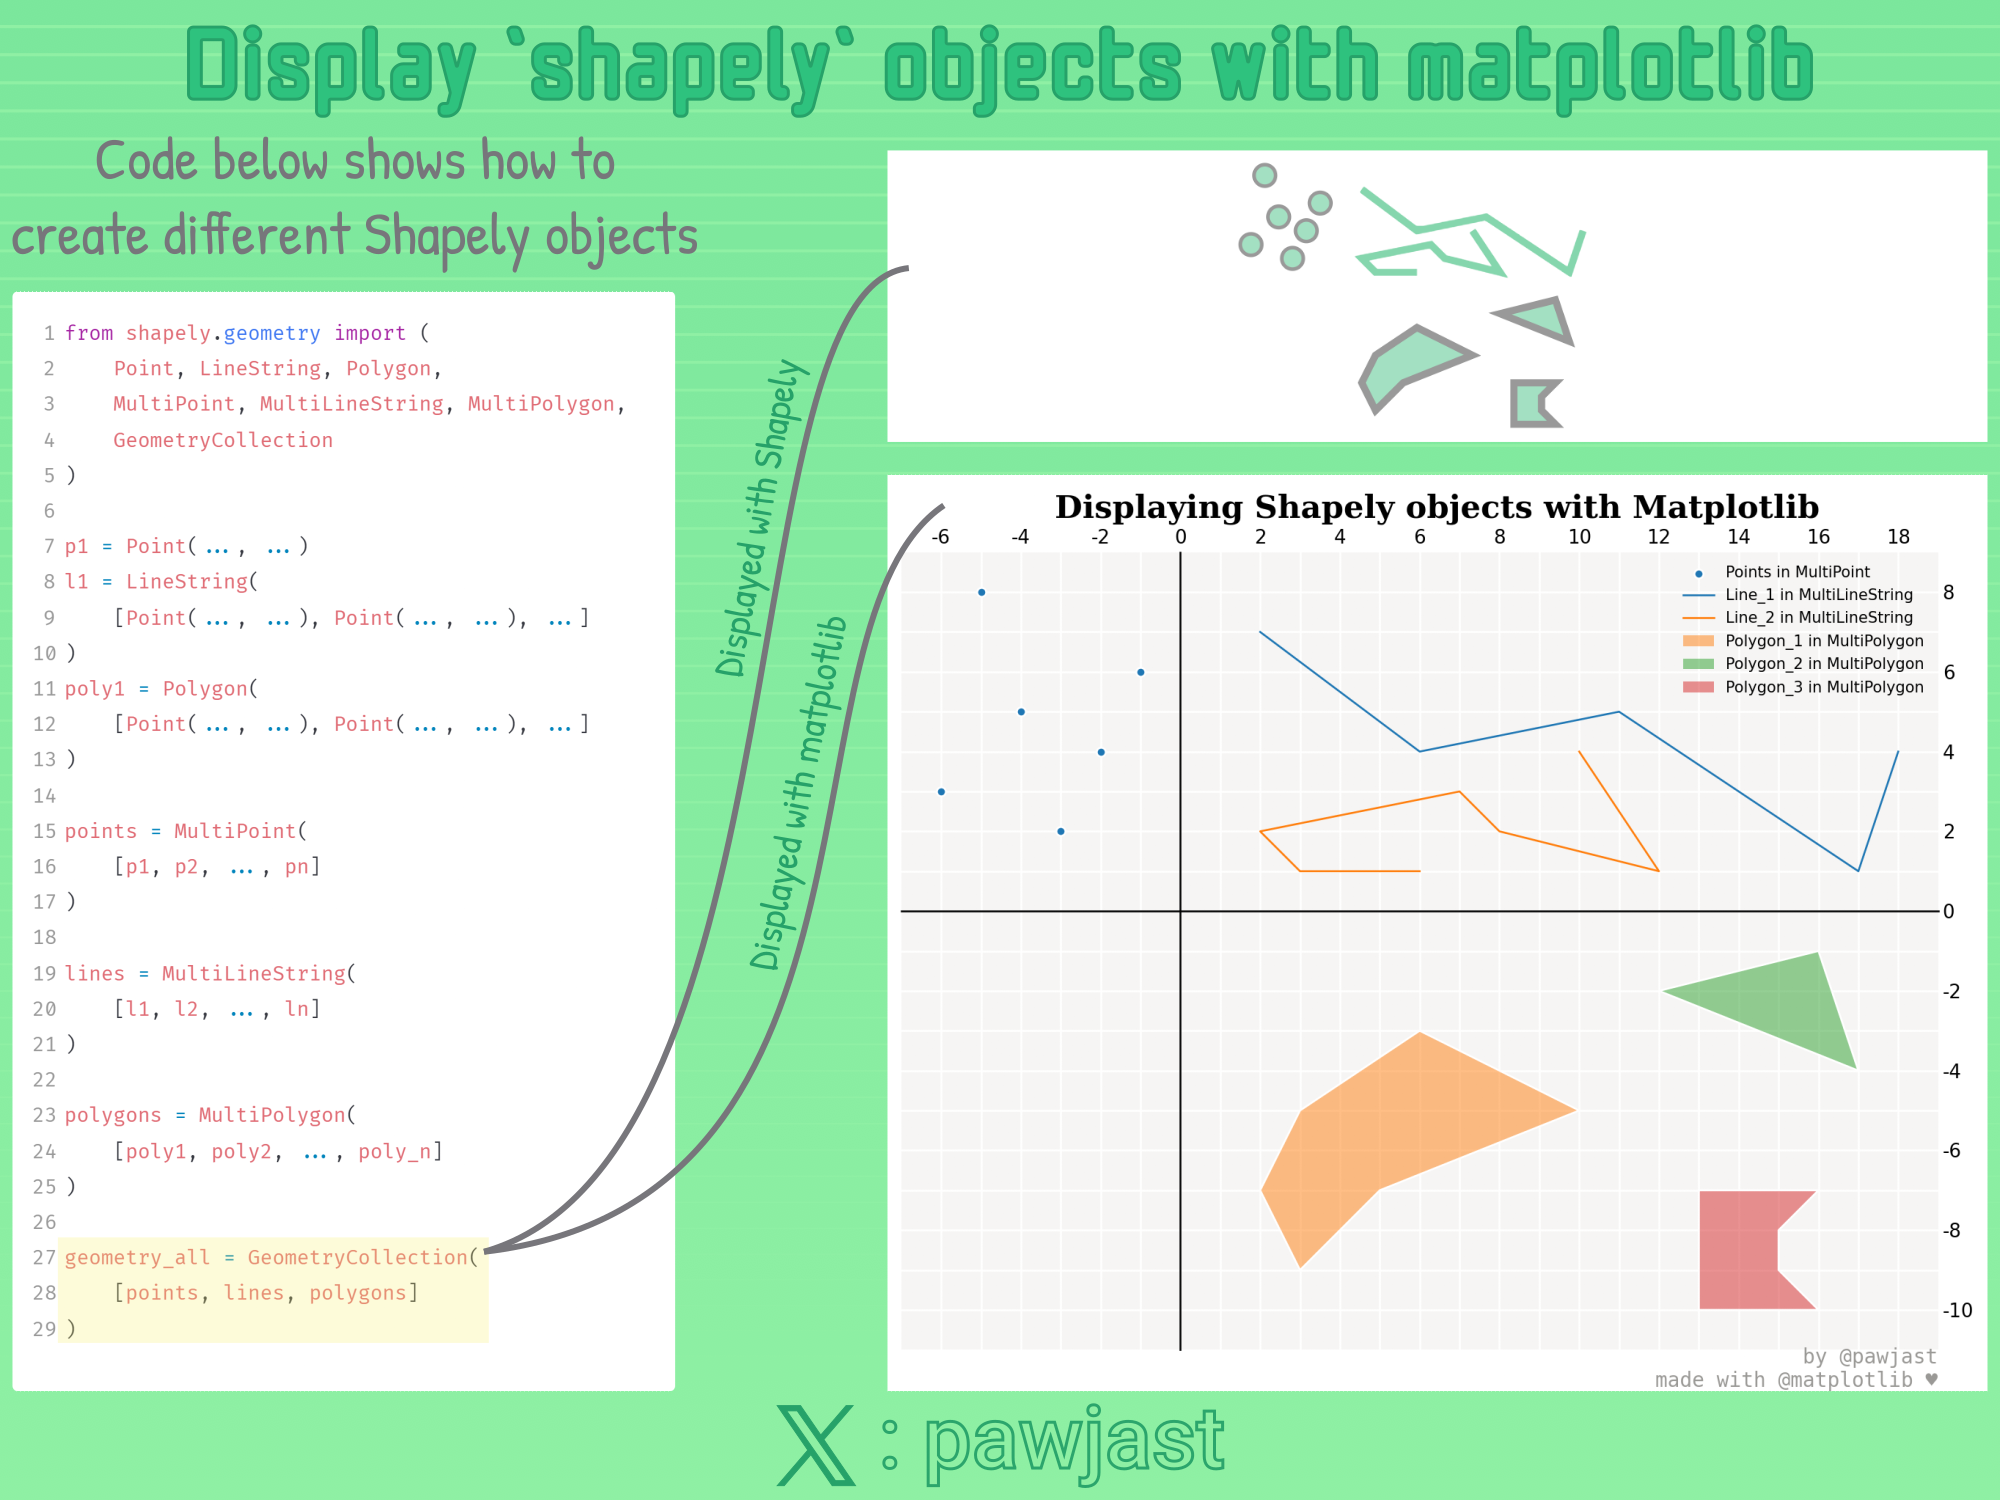 Display `shapely` objects with matplotlib
Code below shows how to
create different Shapely objects
1 from shapely.geometry import (
2     Point, LineString, Polygon,
3     MultiPoint, MultiLineString, MultiPolygon,
4     GeometryCollection
5 )
6
7 p1 = Point(..., ...)
8 l1 = LineString(
9     [Point(..., ...), Point(..., ...), ...]
10 )
11 poly1 = Polygon(
12     [Point(..., ...), Point(..., ...), ...]
13 )
14
15 points = MultiPoint(
16     [p1, p2, ..., pn]
17 )
18
19 lines = MultiLineString(
20     [l1, l2, ..., ln]
21 )
22
23 polygons = MultiPolygon(
24     [poly1, poly2, ..., poly_n]
25 )
26
27 geometry_all = GeometryCollection(
28     [points, lines, polygons]
29 )
Displayed with Shapely
Displayed with matplotlib
Displaying Shapely objects with Matplotlib
-6 -4 -2 0 2 4 6 8 10 12 14 16 18
Points in MultiPoint
Line_1 in MultiLineString
Line_2 in MultiLineString
Polygon_1 in MultiPolygon
Polygon_2 in MultiPolygon
Polygon_3 in MultiPolygon
8
6
4
2
0
-2
-4
-6
-8
-10
by @pawjast
made with @matplotlib ♥
X : pawjast